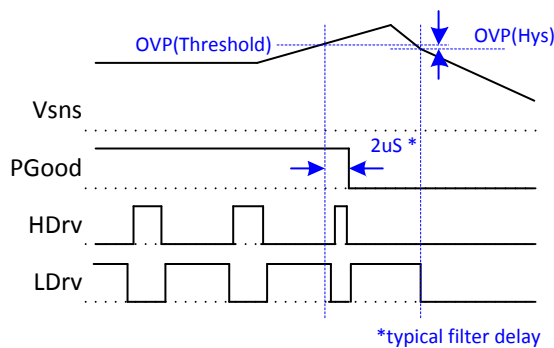 OVP(Threshold)
OVP(Hys)
Vsns
2uS *
PGood
HDrv
LDrv
*typical filter delay